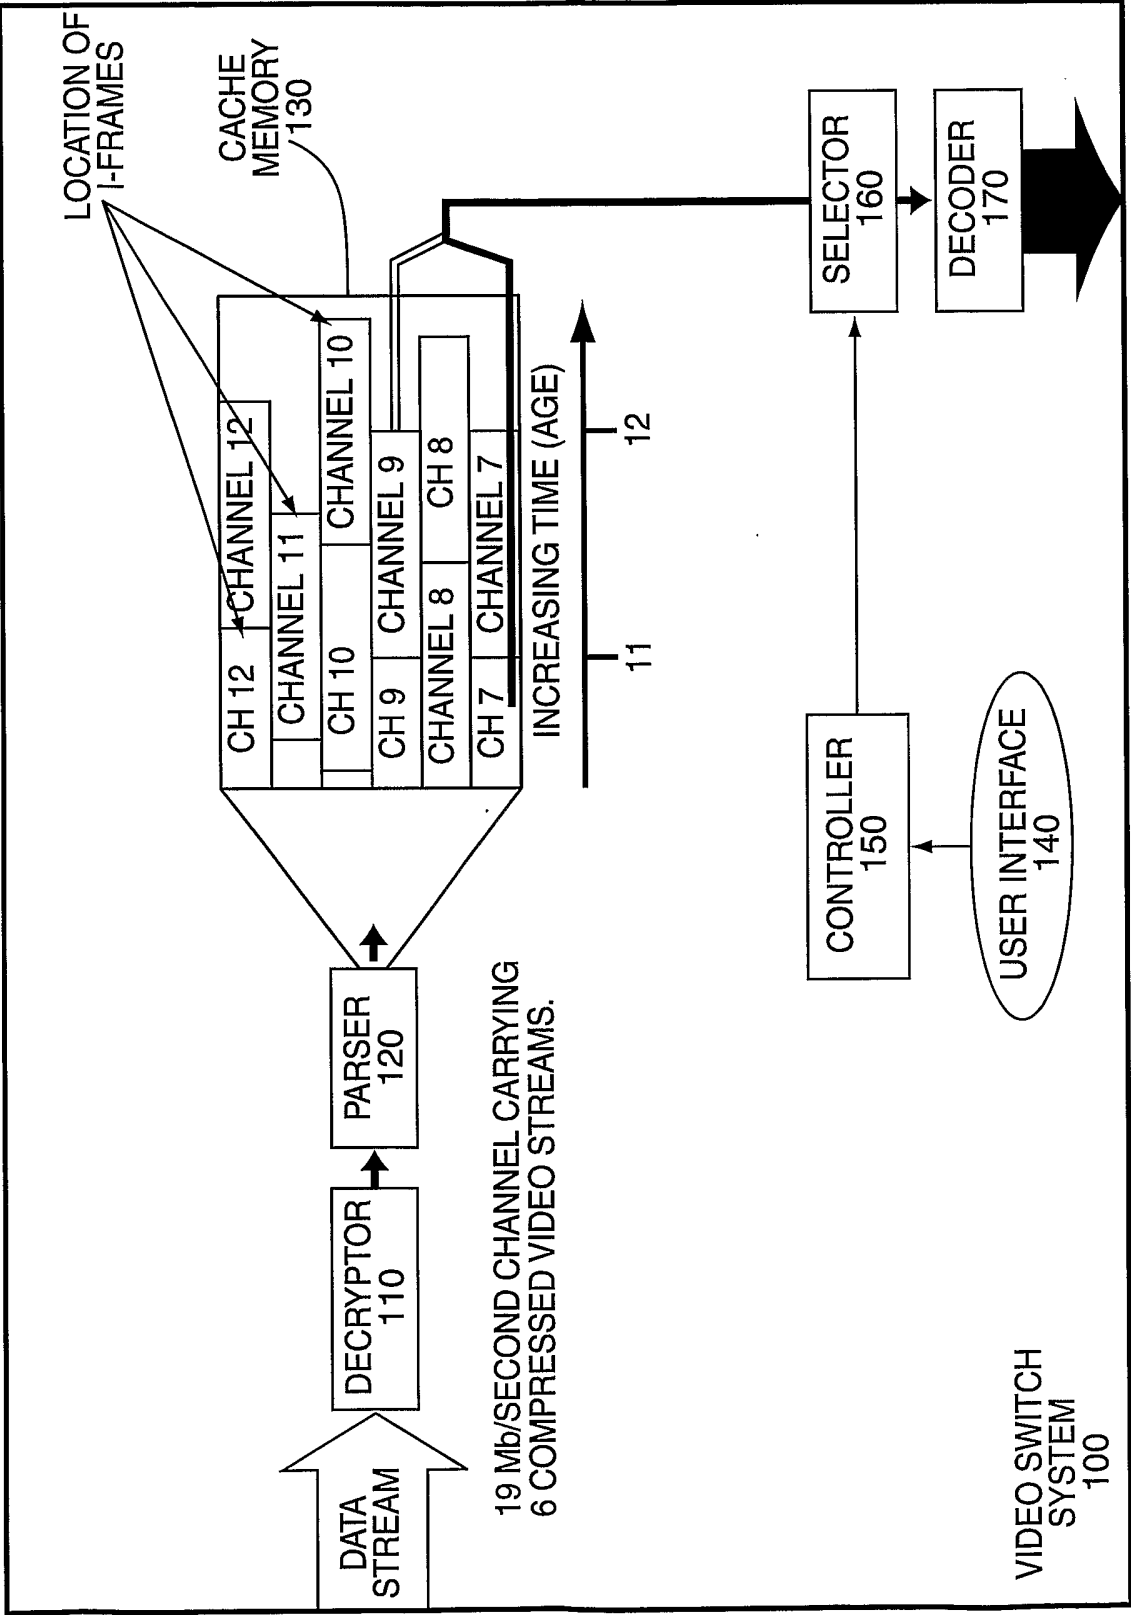 LOCATION OF
I-FRAMES
CACHE
MEMORY
130
CH 12
CHANNEL 12
CHANNEL 11
CH 10
CHANNEL 10
CH 9
CHANNEL 9
CHANNEL 8
CH 8
CH 7
CHANNEL 7
INCREASING TIME (AGE)
11
12
DATA
STREAM
DECRYPTOR
110
PARSER
120
19 Mb/SECOND CHANNEL CARRYING
6 COMPRESSED VIDEO STREAMS.
CONTROLLER
150
USER INTERFACE
140
SELECTOR
160
DECODER
170
VIDEO SWITCH
SYSTEM
100